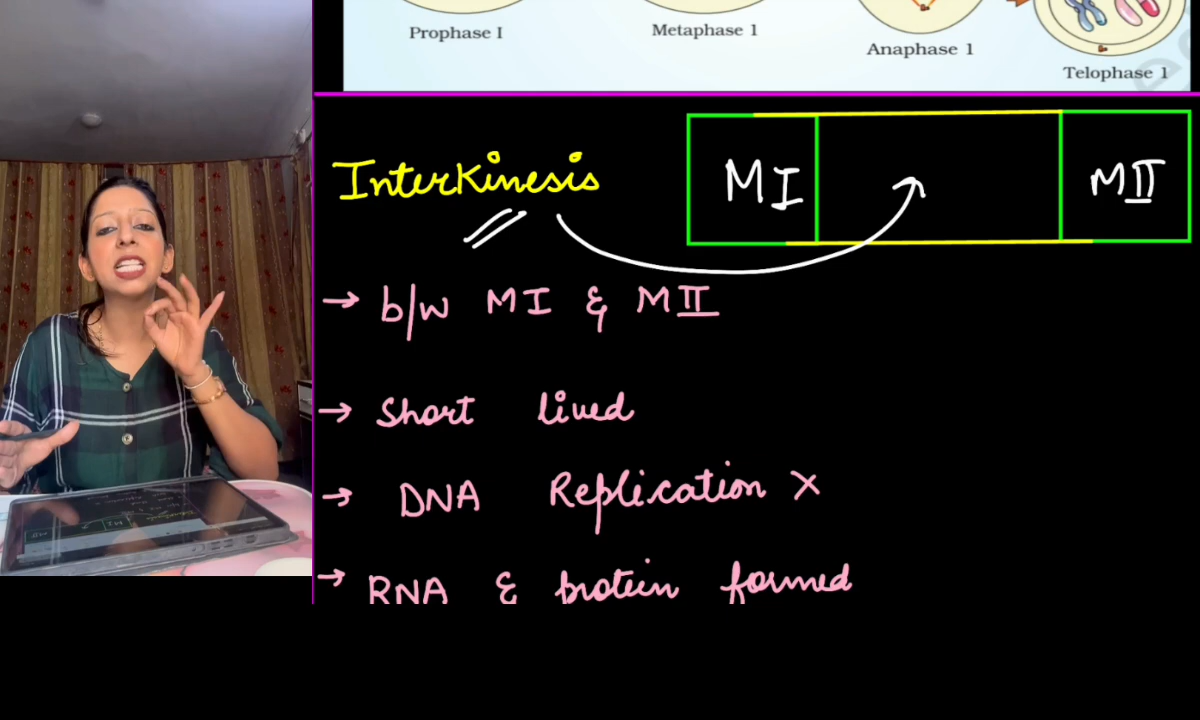 Prophase I
Metaphase 1
Anaphase 1
Telophase 1
Interkinesis
MI
MII
→ b/w MI & MII
→ Short lived
→ DNA Replication ×
→ RNA & protein formed